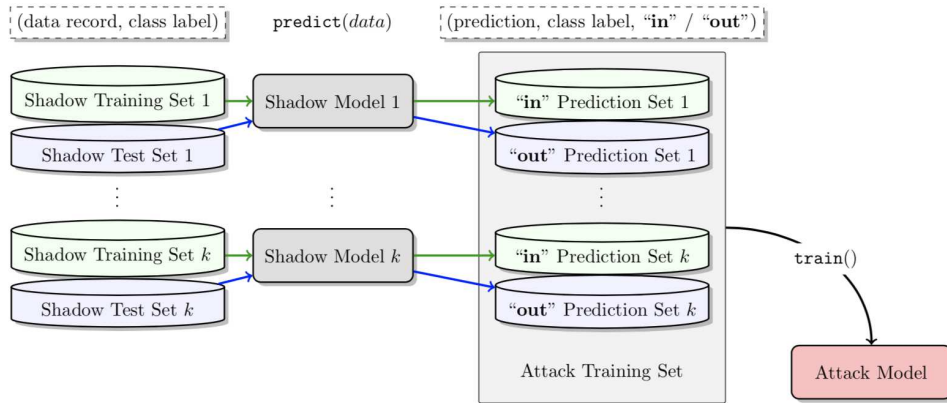 (data record, class label) predict(data) (prediction, class label, “in” / “out”)
Shadow Training Set 1 Shadow Model 1 “in” Prediction Set 1
Shadow Test Set 1 “out” Prediction Set 1
⋮ ⋮ ⋮
Shadow Training Set k Shadow Model k “in” Prediction Set k
train()
Shadow Test Set k “out” Prediction Set k
Attack Training Set Attack Model